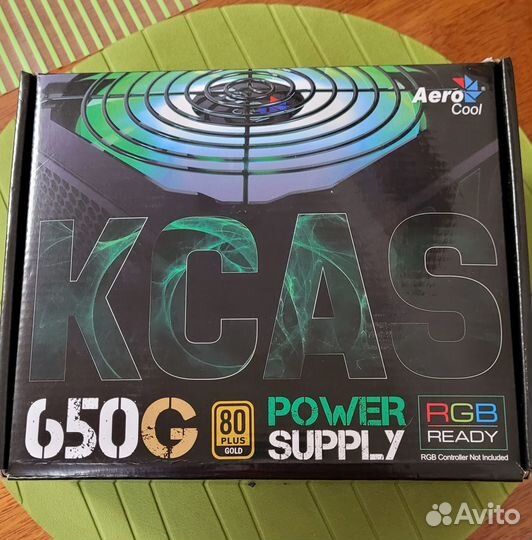 Aero
Cool
KCAS
650G
80
PLUS
GOLD
POWER
SUPPLY
RGB
READY
RGB Controller Not Included
Avito